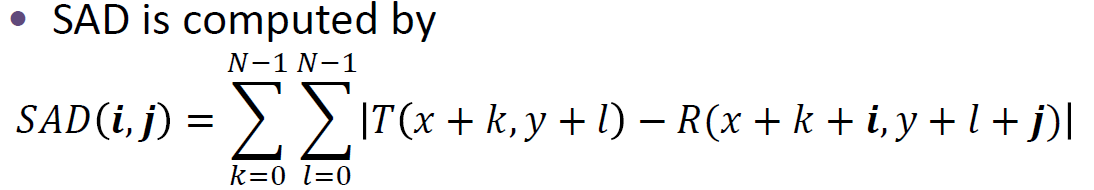 • SAD is computed by
N−1 N−1
SAD(i, j) = ∑ ∑ |T(x + k, y + l) − R(x + k + i, y + l + j)|
k=0 l=0